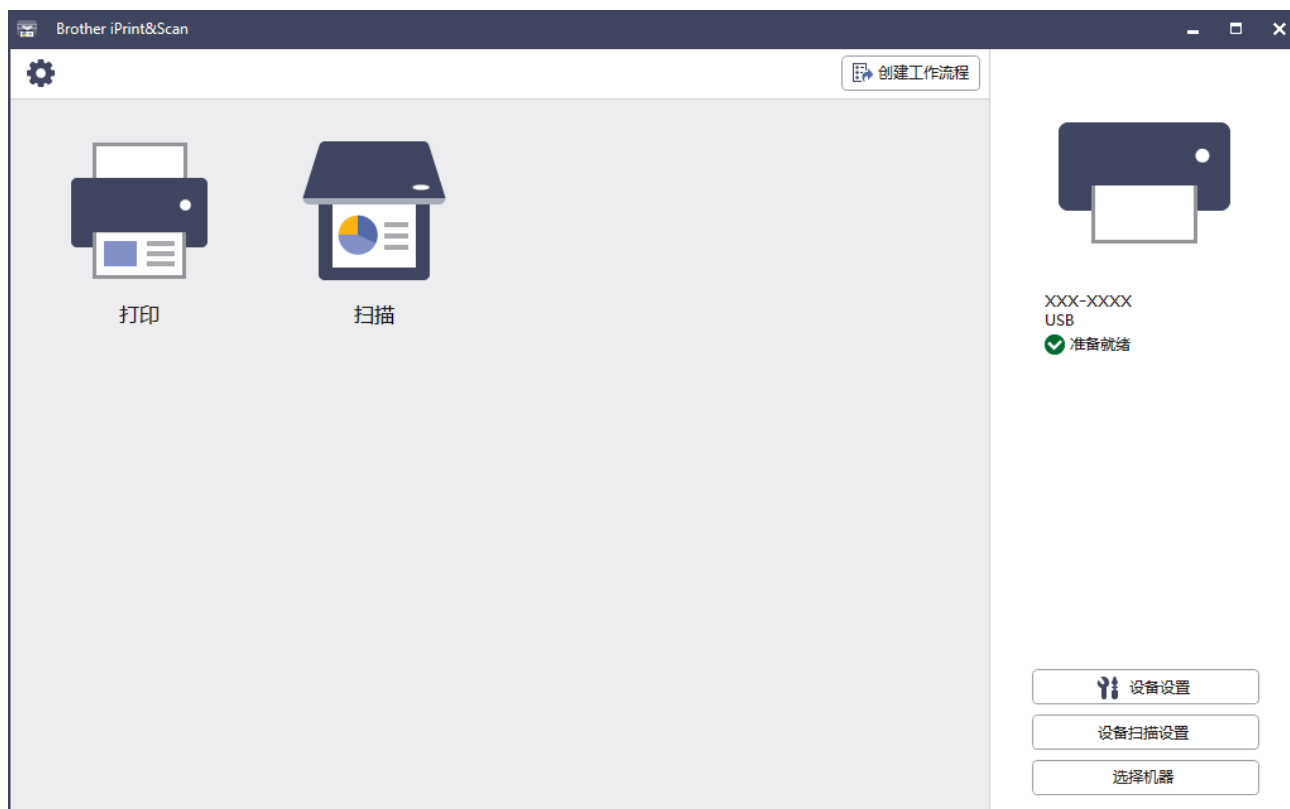 Brother iPrint&Scan
创建工作流程
打印
扫描
XXX-XXXX
USB
准备就绪
设备设置
设备扫描设置
选择机器